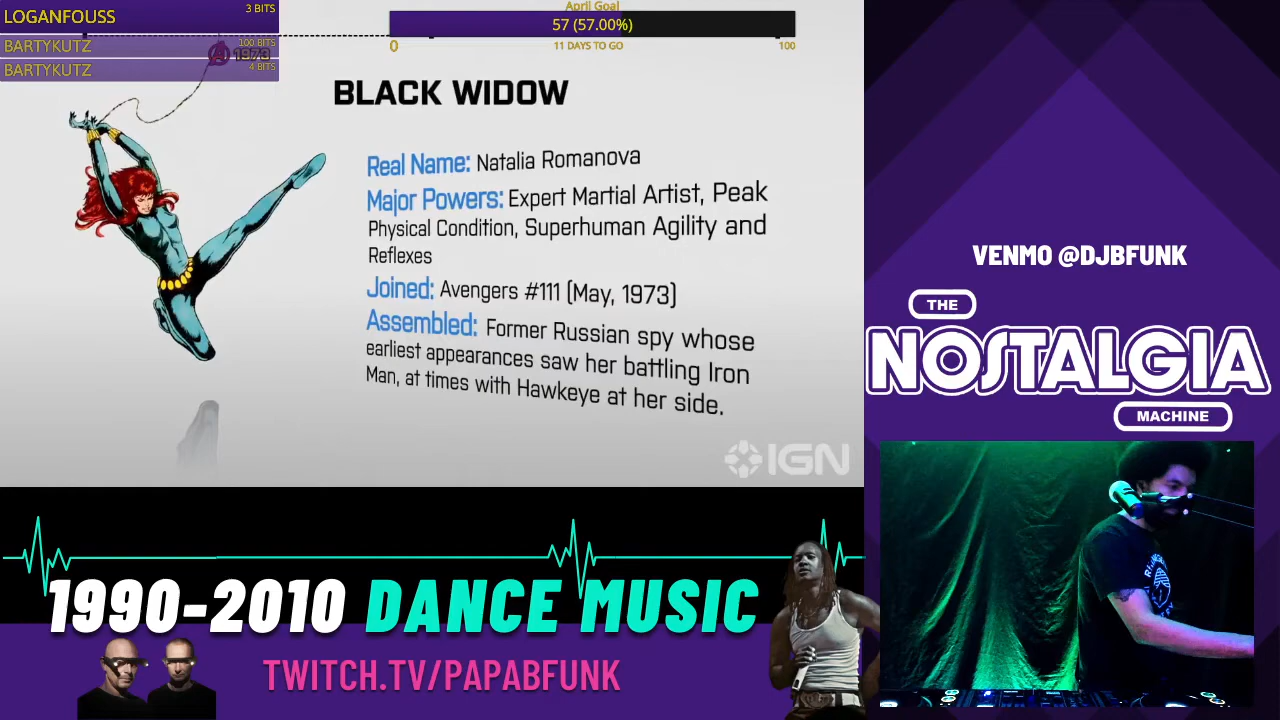 LOGANFOUSS
3 BITS
BARTYKUTZ
100 BITS
BARTYKUTZ
4 BITS
1973
April Goal
57 (57.00%)
0
11 DAYS TO GO
100
BLACK WIDOW
Real Name: Natalia Romanova
Major Powers: Expert Martial Artist, Peak
Physical Condition, Superhuman Agility and
Reflexes
Joined: Avengers #111 (May, 1973)
Assembled: Former Russian spy whose
earliest appearances saw her battling Iron
Man, at times with Hawkeye at her side.
IGN
VENMO @DJBFUNK
THE
NOSTALGIA
MACHINE
1990-2010 DANCE MUSIC
TWITCH.TV/PAPABFUNK